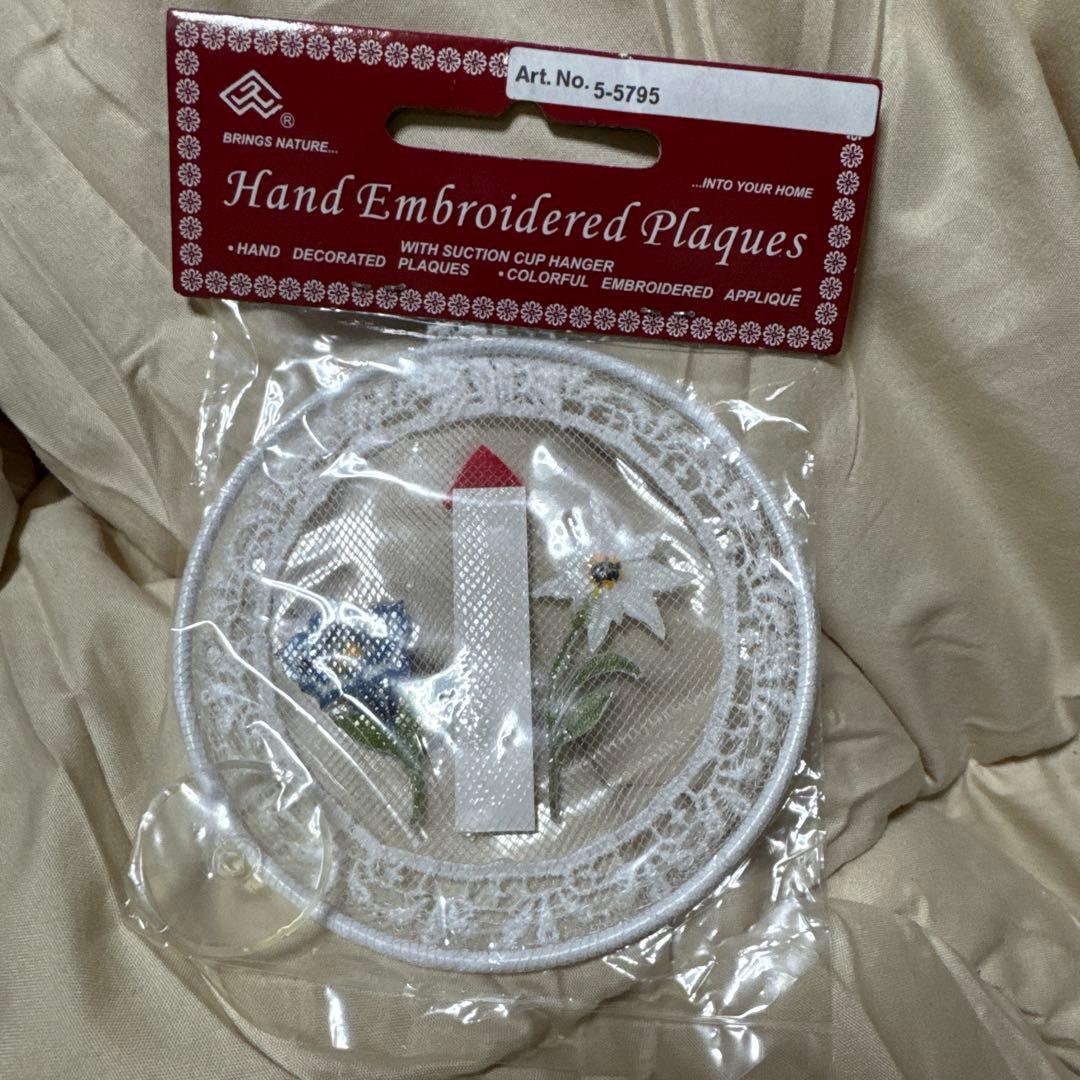 Art. No. 5-5795
®
BRINGS NATURE...
...INTO YOUR HOME
Hand Embroidered Plaques
WITH SUCTION CUP HANGER
•HAND DECORATED PLAQUES •COLORFUL EMBROIDERED APPLIQUÉ